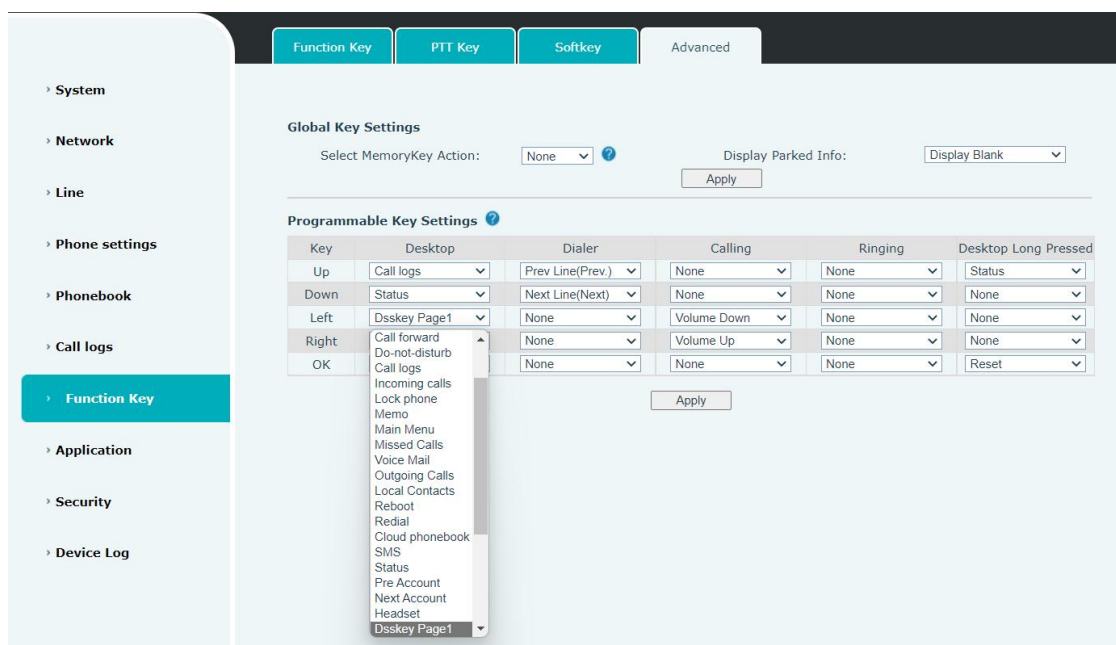 Function Key PTT Key Softkey Advanced
System
Network
Line
Phone settings
Phonebook
Call logs
Function Key
Application
Security
Device Log
Global Key Settings
Select MemoryKey Action: None Display Parked Info: Display Blank
Apply
Programmable Key Settings
Key Desktop Dialer Calling Ringing Desktop Long Pressed
Up Call logs Prev Line(Prev.) None None Status
Down Status Next Line(Next) None None None
Left Dsskey Page1 None Volume Down None None
Right None Volume Up None None
OK None None None Reset
Call forward
Do-not-disturb
Call logs
Incoming calls
Lock phone
Memo
Main Menu
Missed Calls
Voice Mail
Outgoing Calls
Local Contacts
Reboot
Redial
Cloud phonebook
SMS
Status
Pre Account
Next Account
Headset
Dsskey Page1
Apply